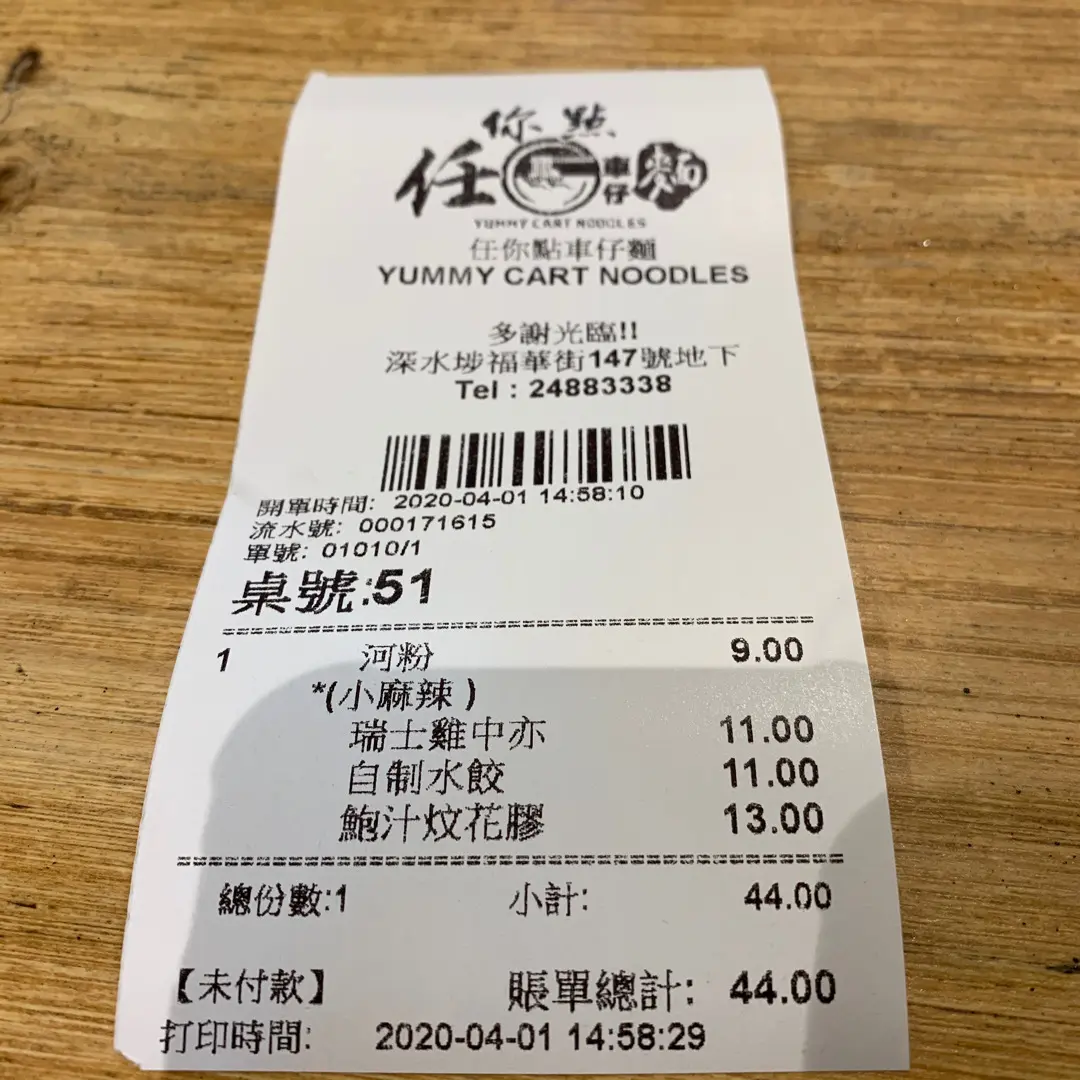 任你點車仔麵
YUMMY CART NOODLES
任你點車仔麵
YUMMY CART NOODLES
多謝光臨!!
深水埗福華街147號地下
Tel : 24883338
開單時間: 2020-04-01 14:58:10
流水號: 000171615
單號: 01010/1
桌號:51
1 河粉 9.00
*(小麻辣 )
瑞士雞中亦 11.00
自制水餃 11.00
鮑汁炆花膠 13.00
總份數:1 小計: 44.00
【未付款】 賬單總計: 44.00
打印時間: 2020-04-01 14:58:29